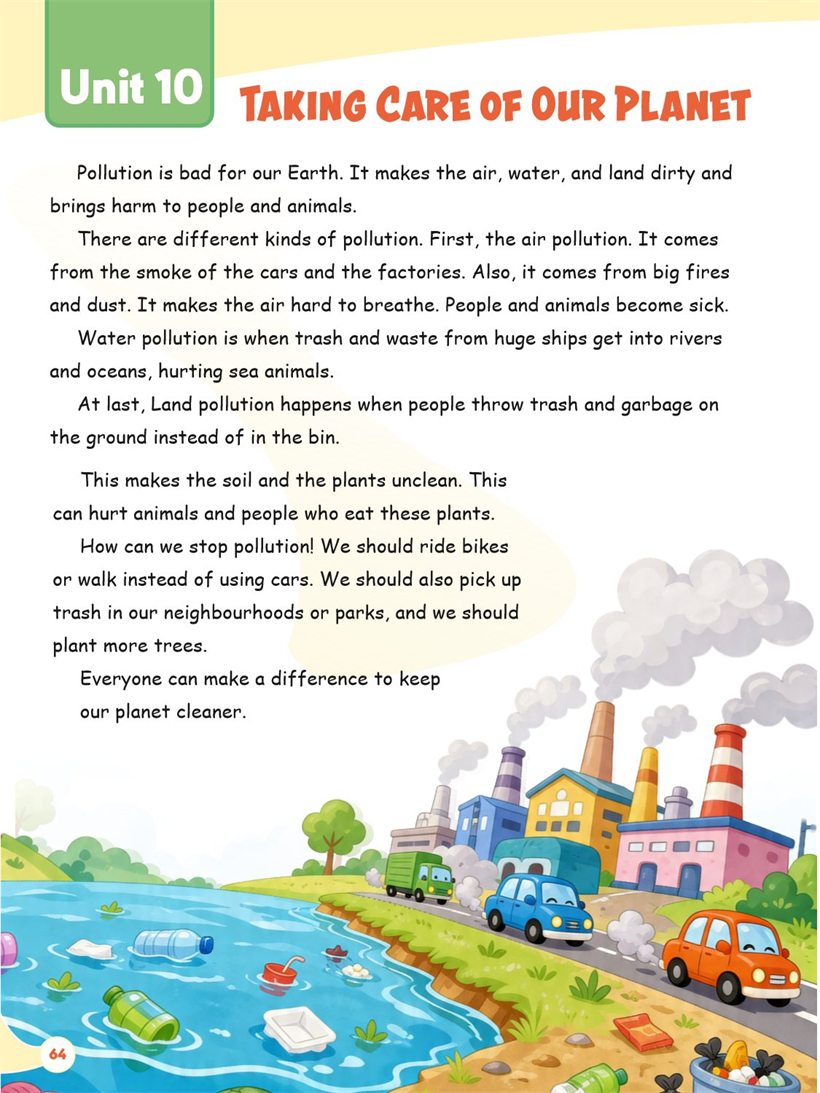 Unit 10
TAKING CARE OF OUR PLANET
Pollution is bad for our Earth. It makes the air, water, and land dirty and
brings harm to people and animals.
There are different kinds of pollution. First, the air pollution. It comes
from the smoke of the cars and the factories. Also, it comes from big fires
and dust. It makes the air hard to breathe. People and animals become sick.
Water pollution is when trash and waste from huge ships get into rivers
and oceans, hurting sea animals.
At last, Land pollution happens when people throw trash and garbage on
the ground instead of in the bin.
This makes the soil and the plants unclean. This
can hurt animals and people who eat these plants.
How can we stop pollution! We should ride bikes
or walk instead of using cars. We should also pick up
trash in our neighbourhoods or parks, and we should
plant more trees.
Everyone can make a difference to keep
our planet cleaner.
64